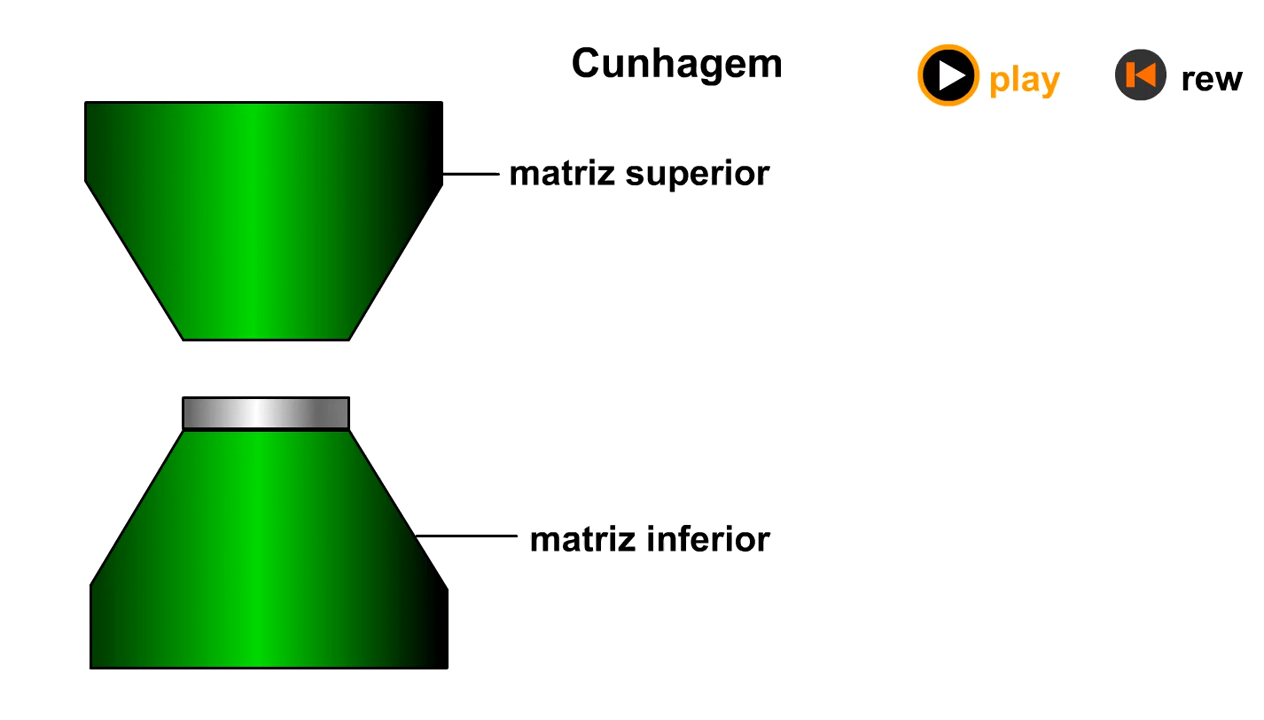 Cunhagem
play
rew
matriz superior
matriz inferior